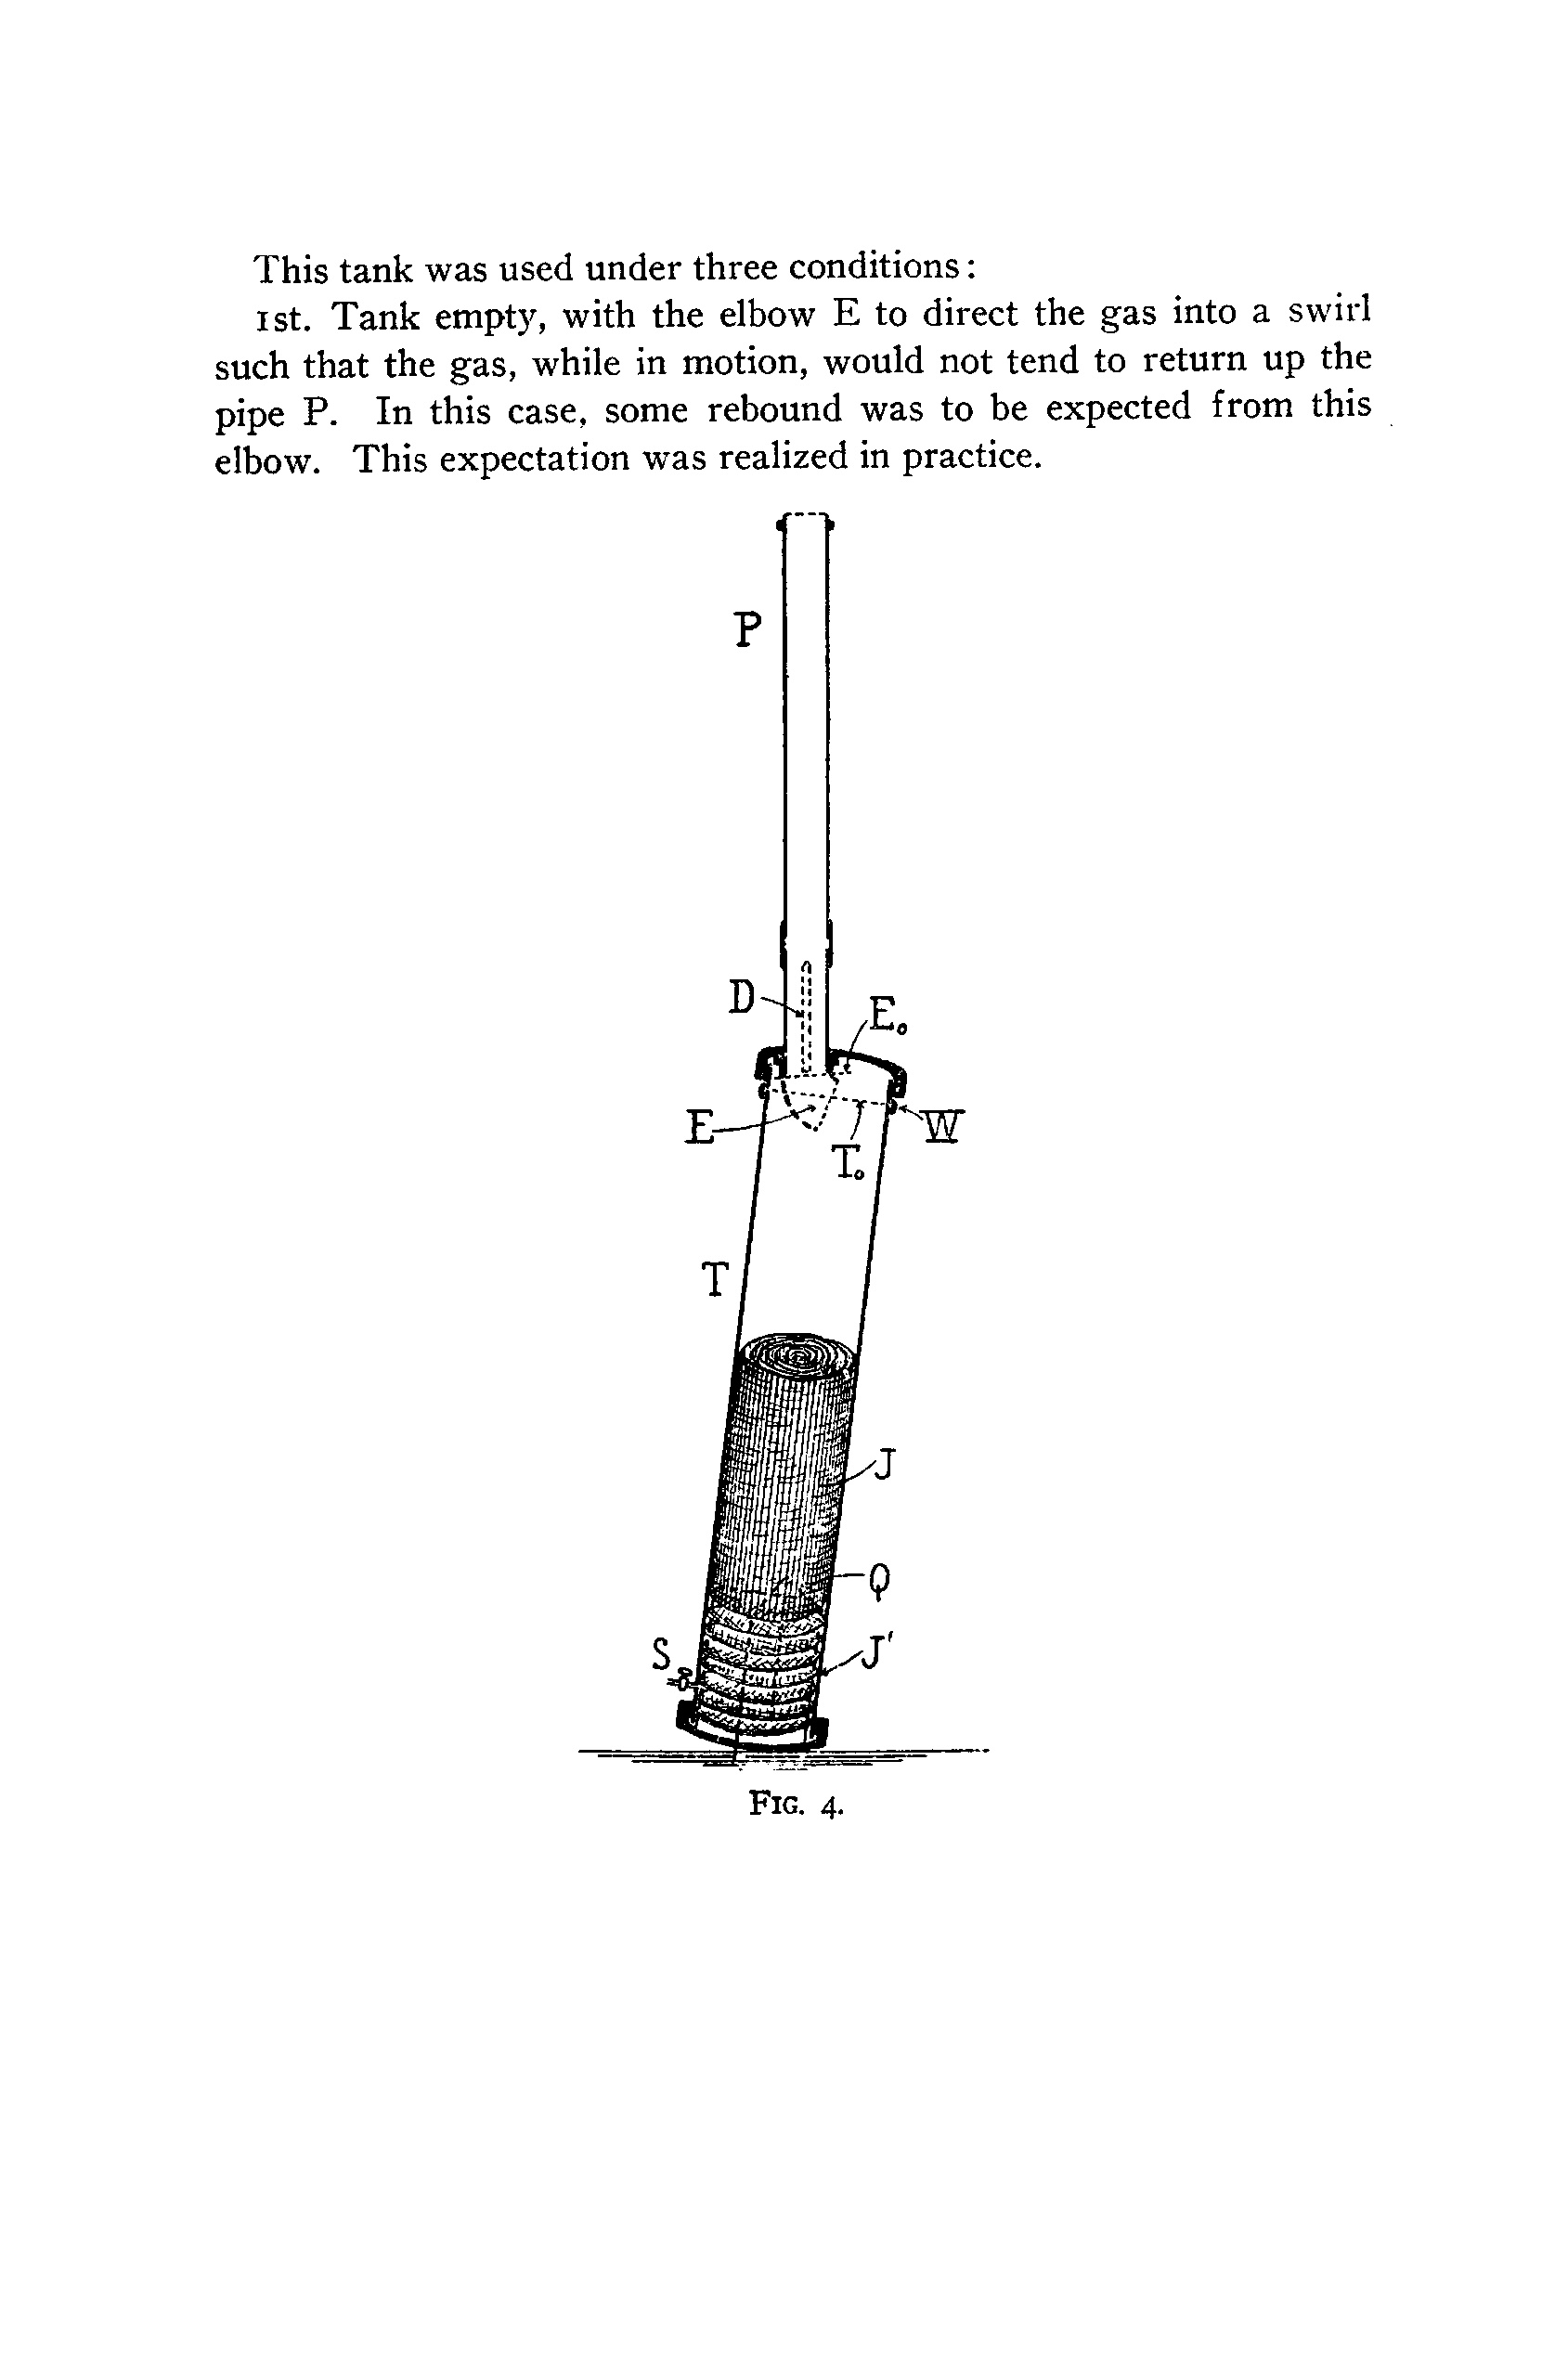 This tank was used under three conditions:
1st. Tank empty, with the elbow E to direct the gas into a swirl
such that the gas, while in motion, would not tend to return up the
pipe P. In this case, some rebound was to be expected from this
elbow. This expectation was realized in practice.
P
D
E₀
E
W
T₀
T
J
Q
S
J'
FIG. 4.